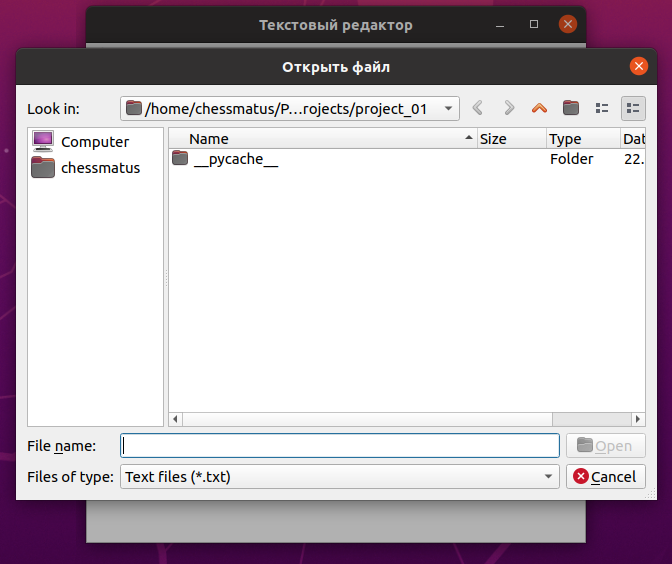 Текстовый редактор
Открыть файл
Look in: /home/chessmatus/P...rojects/project_01
Computer
chessmatus
Name Size Type Dat
__pycache__ Folder 22.
File name: Open
Files of type: Text files (*.txt) Cancel